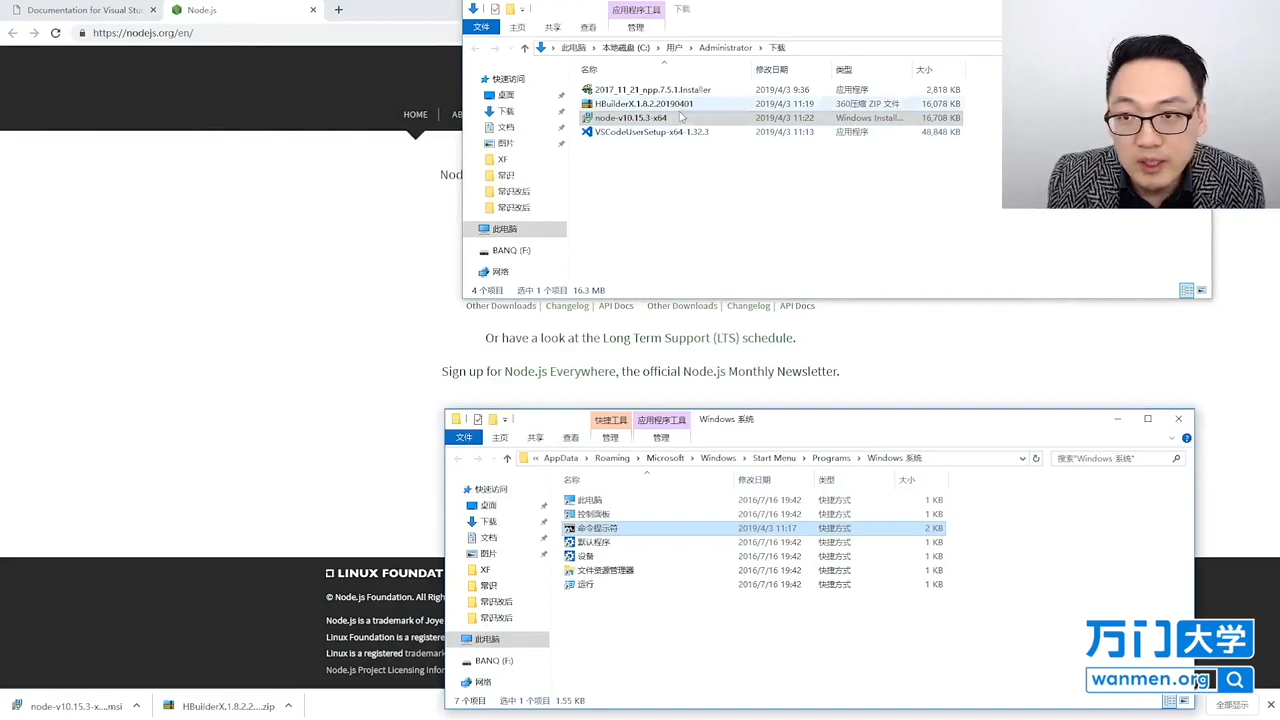 Documentation for Visual Stu
Node.js
https://nodejs.org/en/
HOME
AB
Nod
应用程序工具
下载
文件
主页
共享
查看
管理
此电脑 › 本地磁盘 (C:) › 用户 › Administrator › 下载
名称
修改日期
类型
大小
快速访问
桌面
下载
文档
图片
XF
常识
常识改后
常识改后
此电脑
BANQ (F:)
网络
2017_11_21_npp.7.5.1.Installer
2019/4/3 9:36
应用程序
2,818 KB
HBuilderX.1.8.2.20190401
2019/4/3 11:19
360压缩 ZIP 文件
16,078 KB
node-v10.15.3-x64
2019/4/3 11:22
Windows Install...
16,708 KB
VSCodeUserSetup-x64-1.32.3
2019/4/3 11:13
应用程序
48,848 KB
4 个项目
选中 1 个项目 16.3 MB
Other Downloads | Changelog | API Docs
Other Downloads | Changelog | API Docs
Or have a look at the Long Term Support (LTS) schedule.
Sign up for Node.js Everywhere, the official Node.js Monthly Newsletter.
快捷工具
应用程序工具
Windows 系统
文件
主页
共享
查看
管理
管理
« AppData › Roaming › Microsoft › Windows › Start Menu › Programs › Windows 系统
搜索"Windows 系统"
名称
修改日期
类型
大小
快速访问
桌面
下载
文档
图片
XF
常识
常识改后
常识改后
此电脑
BANQ (F:)
网络
此电脑
2016/7/16 19:42
快捷方式
1 KB
控制面板
2016/7/16 19:42
快捷方式
1 KB
命令提示符
2019/4/3 11:17
快捷方式
2 KB
默认程序
2016/7/16 19:42
快捷方式
1 KB
设备
2016/7/16 19:42
快捷方式
1 KB
文件资源管理器
2016/7/16 19:42
快捷方式
1 KB
运行
2016/7/16 19:42
快捷方式
1 KB
7 个项目
选中 1 个项目 1.55 KB
LINUX FOUNDAT
© Node.js Foundation. All Righ
Node.js is a trademark of Joye
Linux Foundation is a registere
Linux is a registered trademark
Node.js Project Licensing Infor
万门大学
wanmen.org
node-v10.15.3-x....msi
HBuilderX.1.8.2.2....zip
全部显示